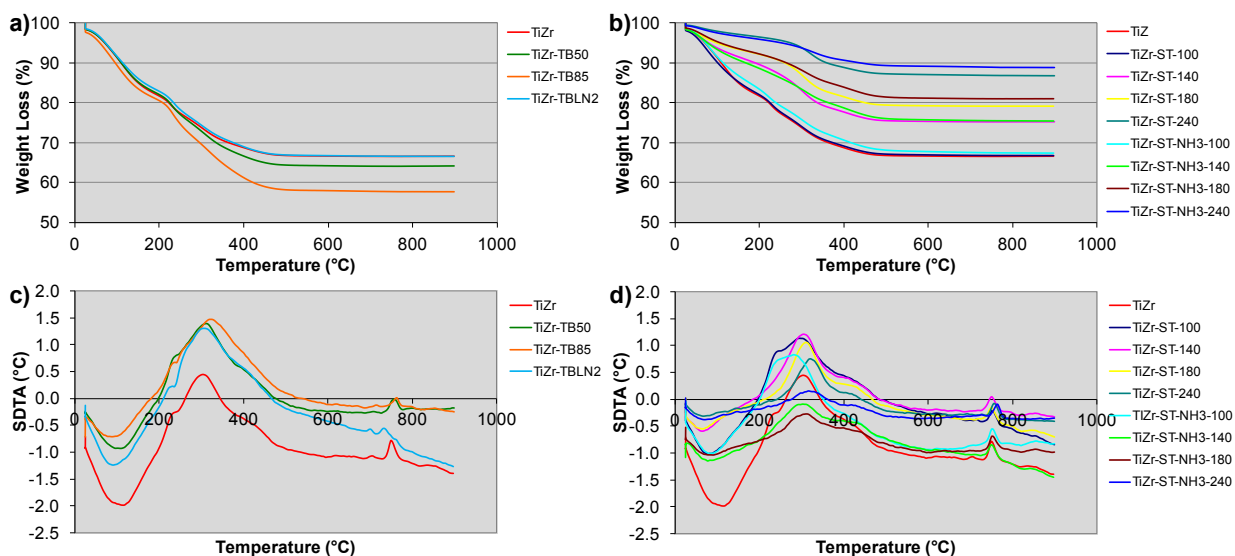 a)
Weight Loss (%)
100
90
80
70
60
50
0
200
400
600
800
1000
Temperature (°C)
TiZr
TiZr-TB50
TiZr-TB85
TiZr-TBLN2
b)
Weight Loss (%)
100
90
80
70
60
50
0
200
400
600
800
1000
Temperature (°C)
TiZ
TiZr-ST-100
TiZr-ST-140
TiZr-ST-180
TiZr-ST-240
TiZr-ST-NH3-100
TiZr-ST-NH3-140
TiZr-ST-NH3-180
TiZr-ST-NH3-240
c)
SDTA (°C)
2.0
1.5
1.0
0.5
0.0
-0.5
-1.0
-1.5
-2.0
-2.5
0
200
400
600
800
1000
Temperature (°C)
TiZr
TiZr-TB50
TiZr-TB85
TiZr-TBLN2
d)
SDTA (°C)
2.0
1.5
1.0
0.5
0.0
-0.5
-1.0
-1.5
-2.0
-2.5
0
200
400
600
800
1000
Temperature (°C)
TiZr
TiZr-ST-100
TiZr-ST-140
TiZr-ST-180
TiZr-ST-240
TiZr-ST-NH3-100
TiZr-ST-NH3-140
TiZr-ST-NH3-180
TiZr-ST-NH3-240